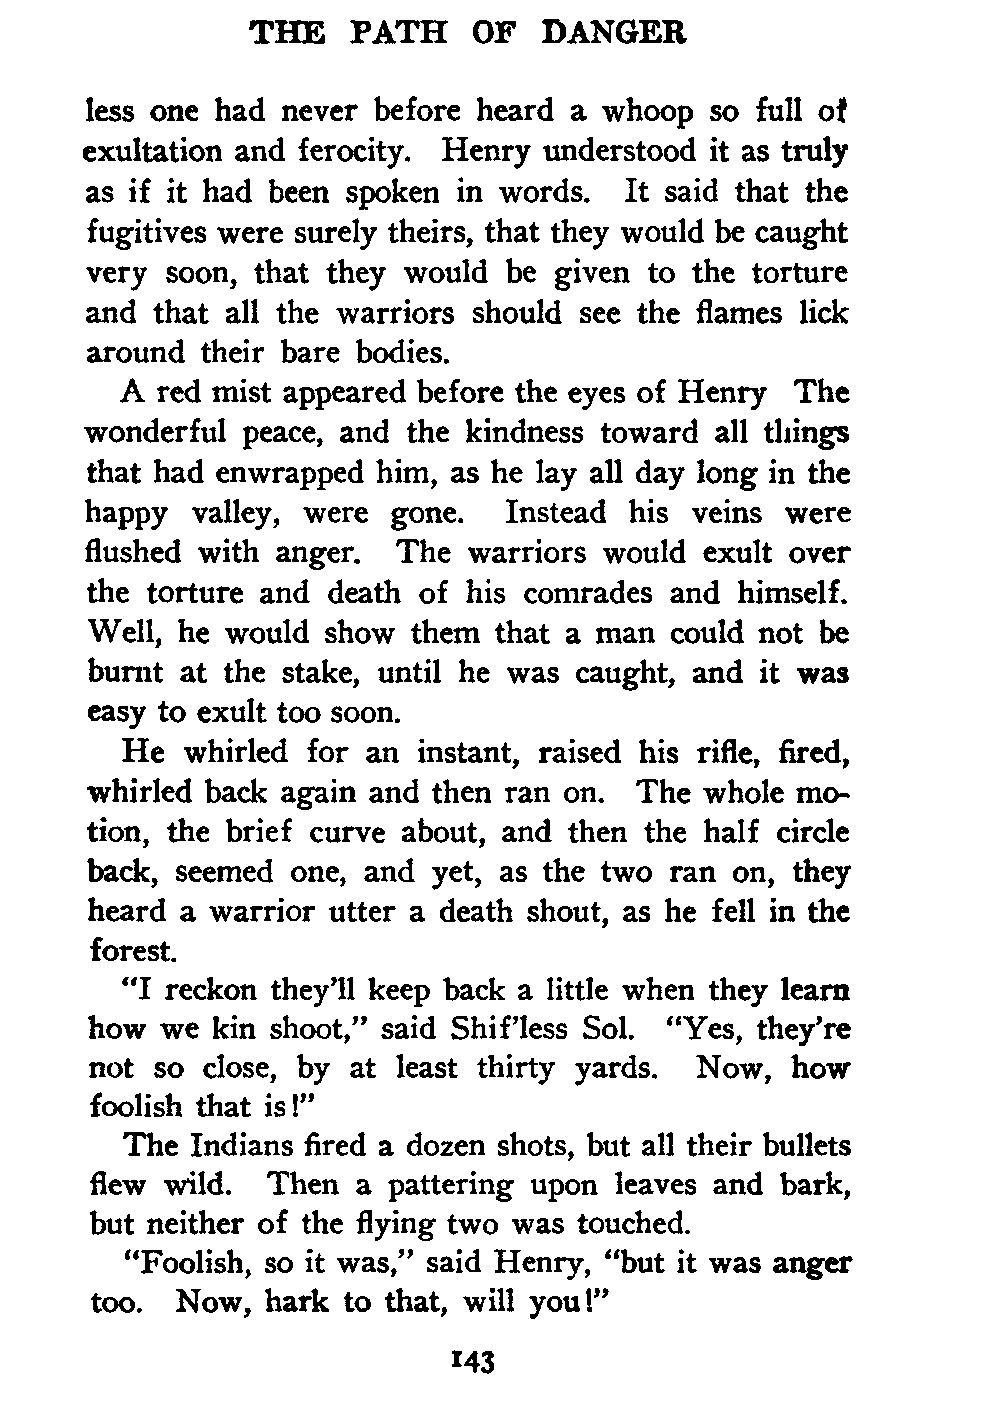 THE PATH OF DANGER
less one had never before heard a whoop so full of
exultation and ferocity. Henry understood it as truly
as if it had been spoken in words. It said that the
fugitives were surely theirs, that they would be caught
very soon, that they would be given to the torture
and that all the warriors should see the flames lick
around their bare bodies.
A red mist appeared before the eyes of Henry The
wonderful peace, and the kindness toward all things
that had enwrapped him, as he lay all day long in the
happy valley, were gone. Instead his veins were
flushed with anger. The warriors would exult over
the torture and death of his comrades and himself.
Well, he would show them that a man could not be
burnt at the stake, until he was caught, and it was
easy to exult too soon.
He whirled for an instant, raised his rifle, fired,
whirled back again and then ran on. The whole mo-
tion, the brief curve about, and then the half circle
back, seemed one, and yet, as the two ran on, they
heard a warrior utter a death shout, as he fell in the
forest.
“I reckon they’ll keep back a little when they learn
how we kin shoot,” said Shif’less Sol. “Yes, they’re
not so close, by at least thirty yards. Now, how
foolish that is!”
The Indians fired a dozen shots, but all their bullets
flew wild. Then a pattering upon leaves and bark,
but neither of the flying two was touched.
“Foolish, so it was,” said Henry, “but it was anger
too. Now, hark to that, will you!”
143